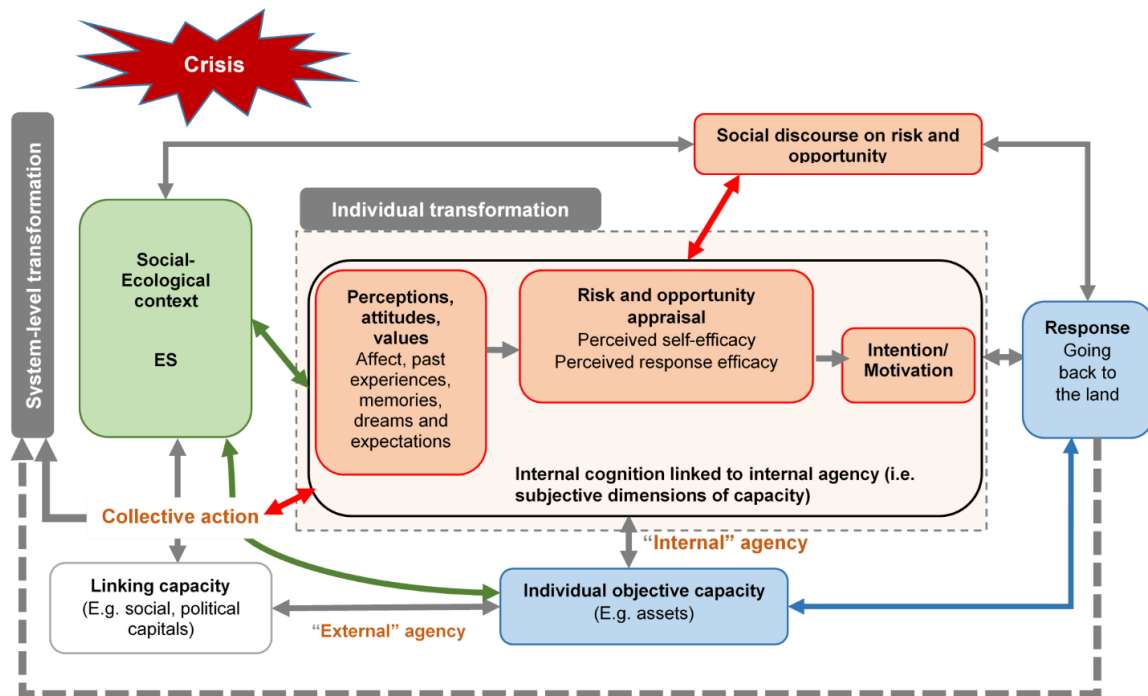 Crisis
System-level transformation
Social discourse on risk and
opportunity
Individual transformation
Social-
Ecological
context
ES
Perceptions,
attitudes,
values
Affect, past
experiences,
memories,
dreams and
expectations
Risk and opportunity
appraisal
Perceived self-efficacy
Perceived response efficacy
Intention/
Motivation
Response
Going
back to
the land
Internal cognition linked to internal agency (i.e.
subjective dimensions of capacity)
Collective action
“Internal” agency
Linking capacity
(E.g. social, political
capitals)
“External” agency
Individual objective capacity
(E.g. assets)